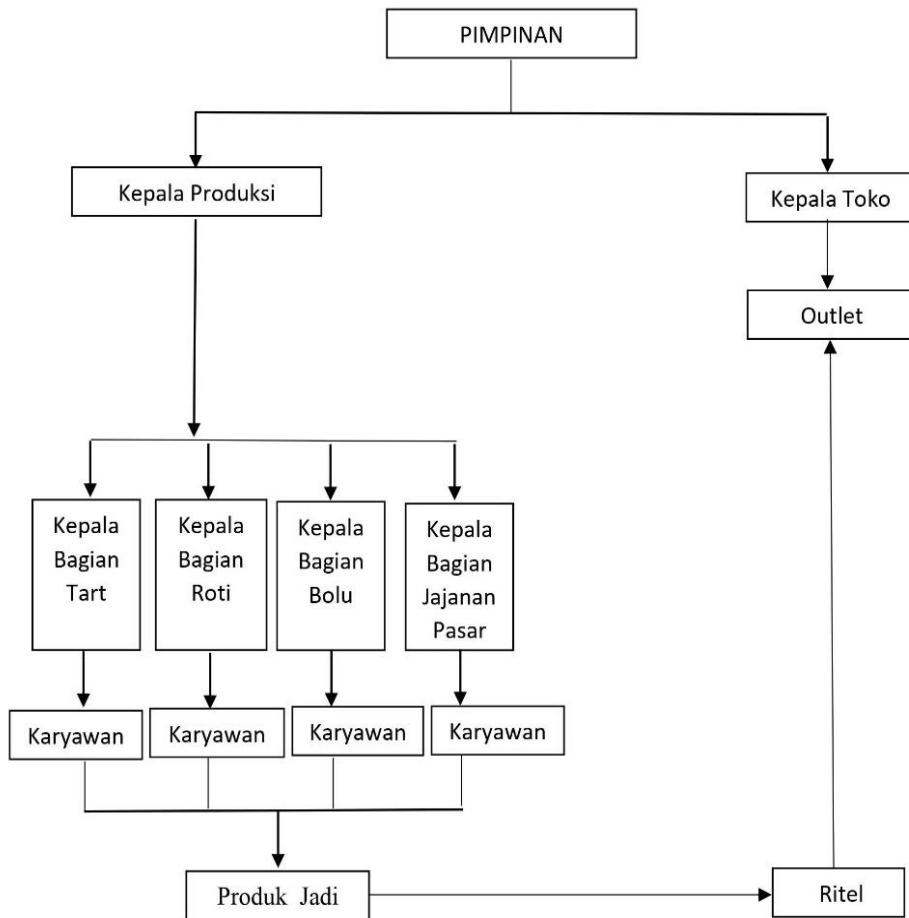 PIMPINAN
Kepala Produksi
Kepala Toko
Outlet
Kepala
Bagian
Tart
Kepala
Bagian
Roti
Kepala
Bagian
Bolu
Kepala
Bagian
Jajanan
Pasar
Karyawan
Karyawan
Karyawan
Karyawan
Produk Jadi
Ritel